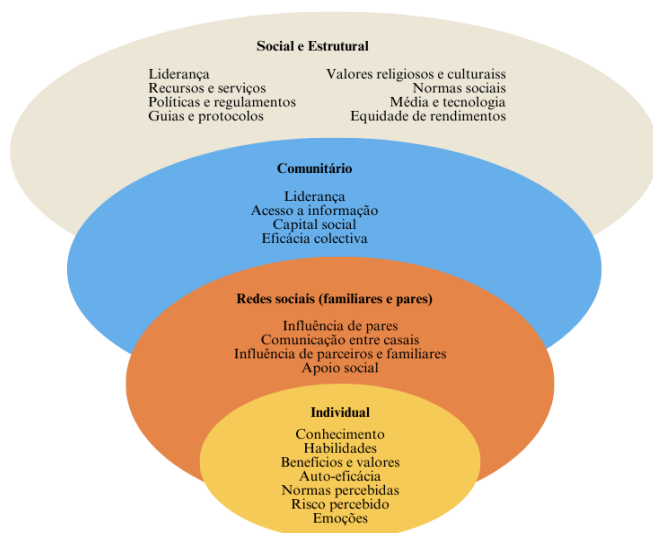 Social e Estrutural
Liderança
Recursos e serviços
Políticas e regulamentos
Guias e protocolos
Valores religiosos e culturaiss
Normas sociais
Média e tecnologia
Equidade de rendimentos
Comunitário
Liderança
Acesso a informação
Capital social
Eficácia colectiva
Redes sociais (familiares e pares)
Influência de pares
Comunicação entre casais
Influência de parceiros e familiares
Apoio social
Individual
Conhecimento
Habilidades
Benefícios e valores
Auto-eficácia
Normas percebidas
Risco percebido
Emoções